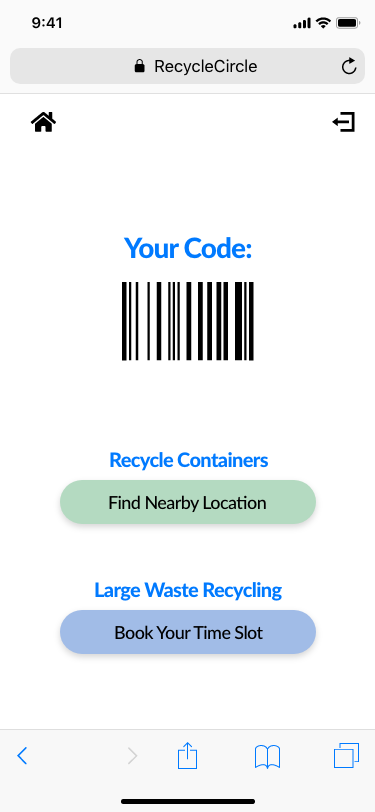 9:41
RecycleCircle
Your Code:
Recycle Containers
Find Nearby Location
Large Waste Recycling
Book Your Time Slot